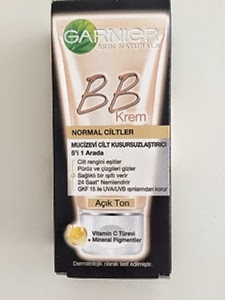 GARNIER
SKIN NATURALS
BB
Krem
NORMAL CİLTLER
MUCİZEVİ CİLT KUSURSUZLAŞTIRICI
5'i 1 Arada
Cilt rengini eşitler
Pürüz ve çizgileri gizler
Sağlıklı bir ışıltı verir
24 Saat* Nemlendirir
GKF 15 ile UVA/UVB ışınlarından korur
Açık Ton
Vitamin C Türevi
+ Mineral Pigmentler
Dermatolojik olarak test edilmiştir.